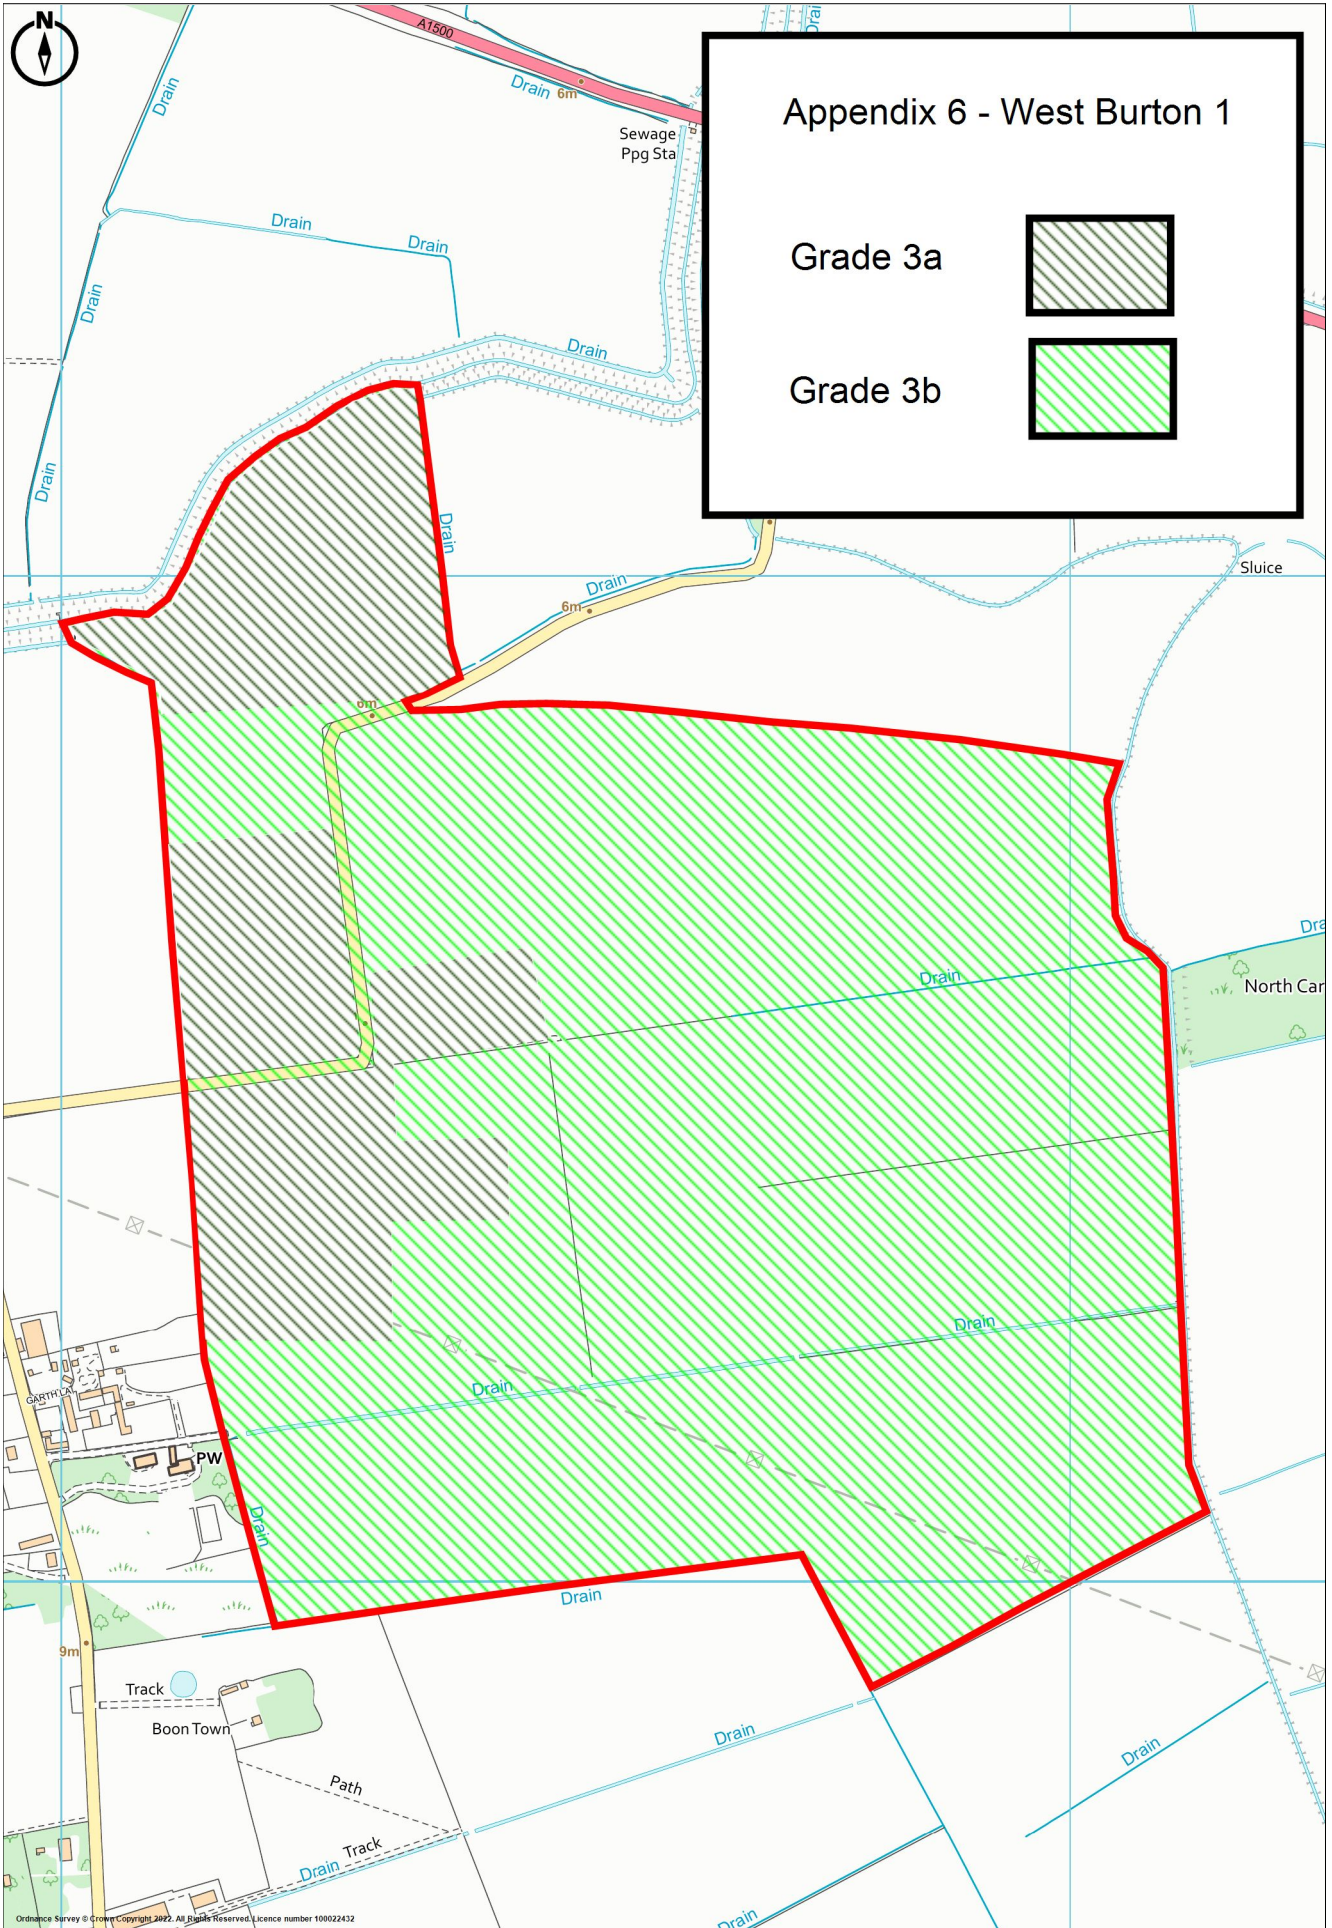 N
A1500
Drain
Drai
Drain
6m
Sewage
Ppg Sta
Appendix 6 - West Burton 1
Grade 3a
Grade 3b
Drain
Drain
Drain
Drain
Drain
Drain
Sluice
Drain
6m
6m
Dra
Drain
North Car
Drain
GARTH LA
Drain
PW
Drain
Drain
9m
Track
Boon Town
Drain
Drain
Path
Track
Drain
Drain
Ordnance Survey © Crown Copyright 2022. All Rights Reserved. Licence number 100022432